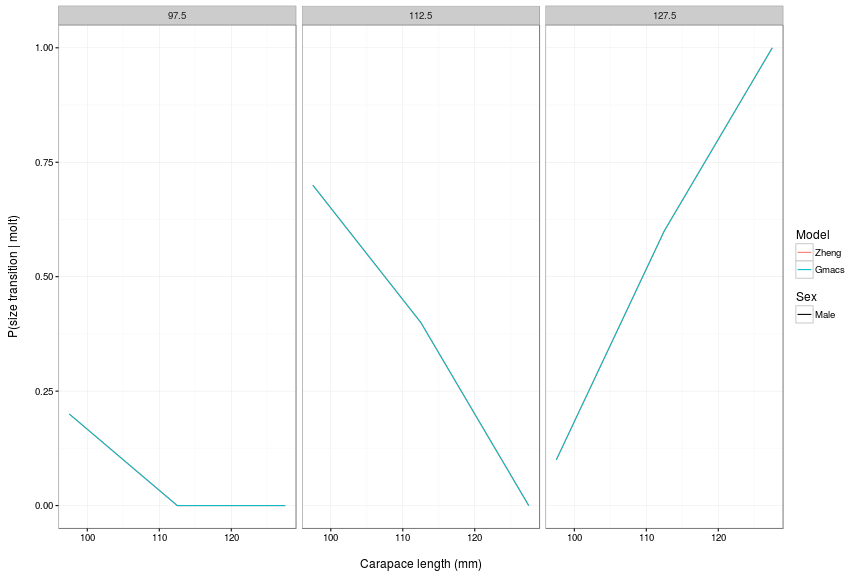 97.5 112.5 127.5
1.00
0.75
0.50
0.25
0.00
P(size transition | molt)
100 110 120 100 110 120 100 110 120
Carapace length (mm)
Model
Zheng
Gmacs
Sex
Male